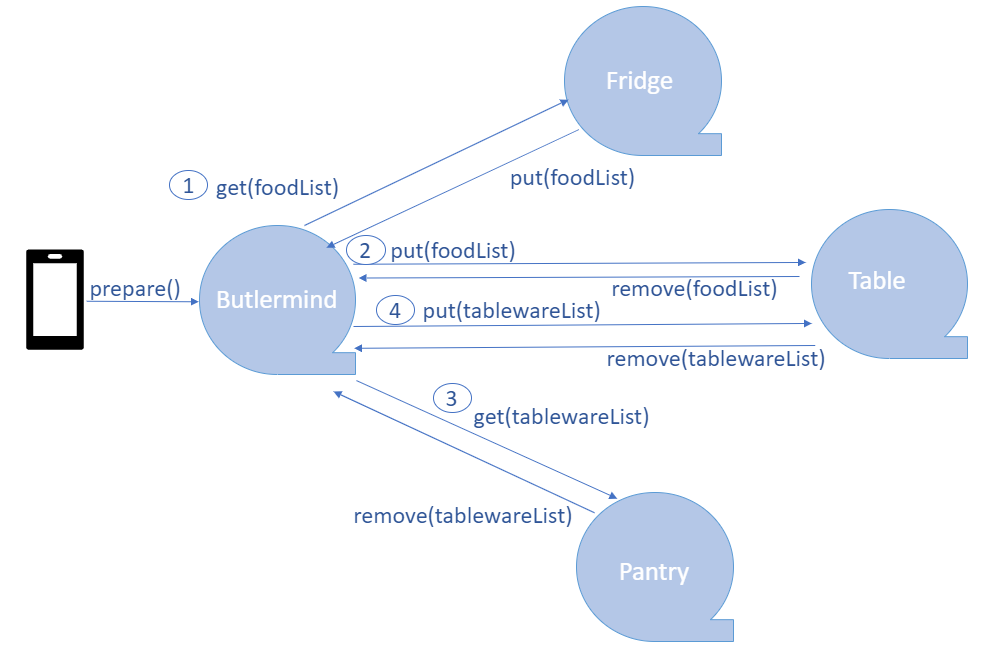 Fridge
1 get(foodList)
put(foodList)
2 put(foodList)
prepare()
Butlermind
remove(foodList)
Table
4 put(tablewareList)
remove(tablewareList)
3
get(tablewareList)
remove(tablewareList)
Pantry